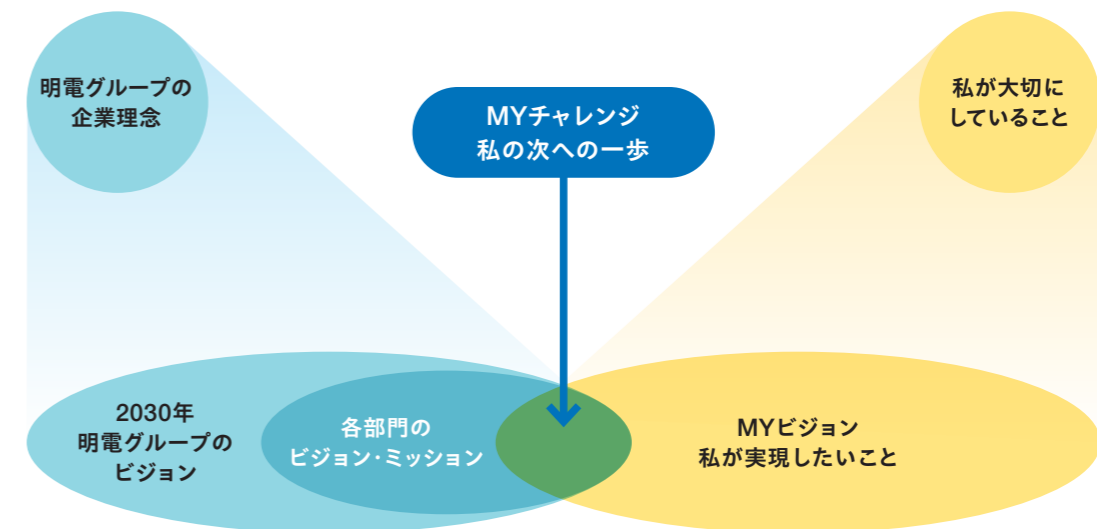 明電グループの
企業理念
MYチャレンジ
私の次への一歩
私が大切に
していること
2030年
明電グループの
ビジョン
各部門の
ビジョン・ミッション
MYビジョン
私が実現したいこと